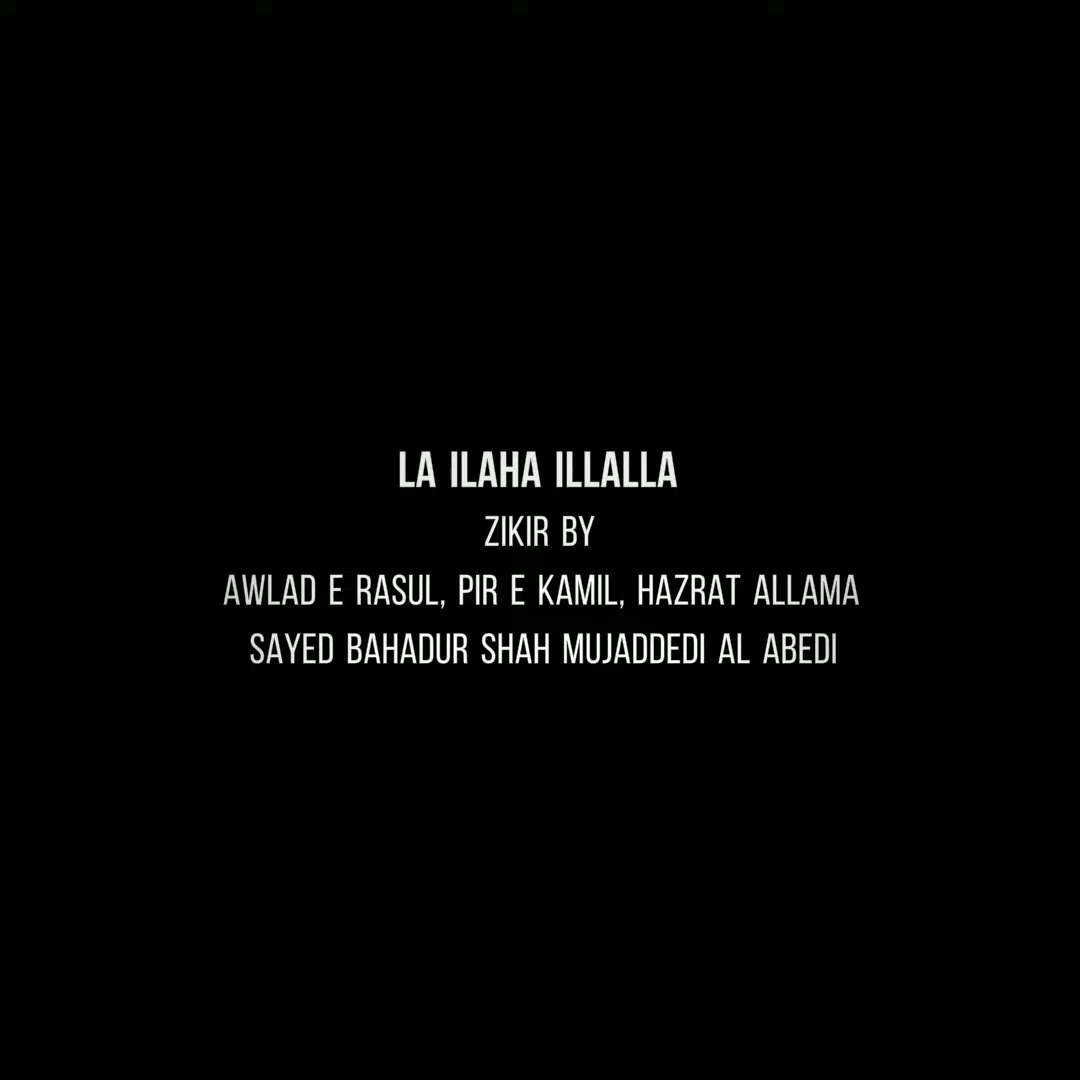 LA ILAHA ILLALLA
ZIKIR BY
AWLAD E RASUL, PIR E KAMIL, HAZRAT ALLAMA
SAYED BAHADUR SHAH MUJADDEDI AL ABEDI